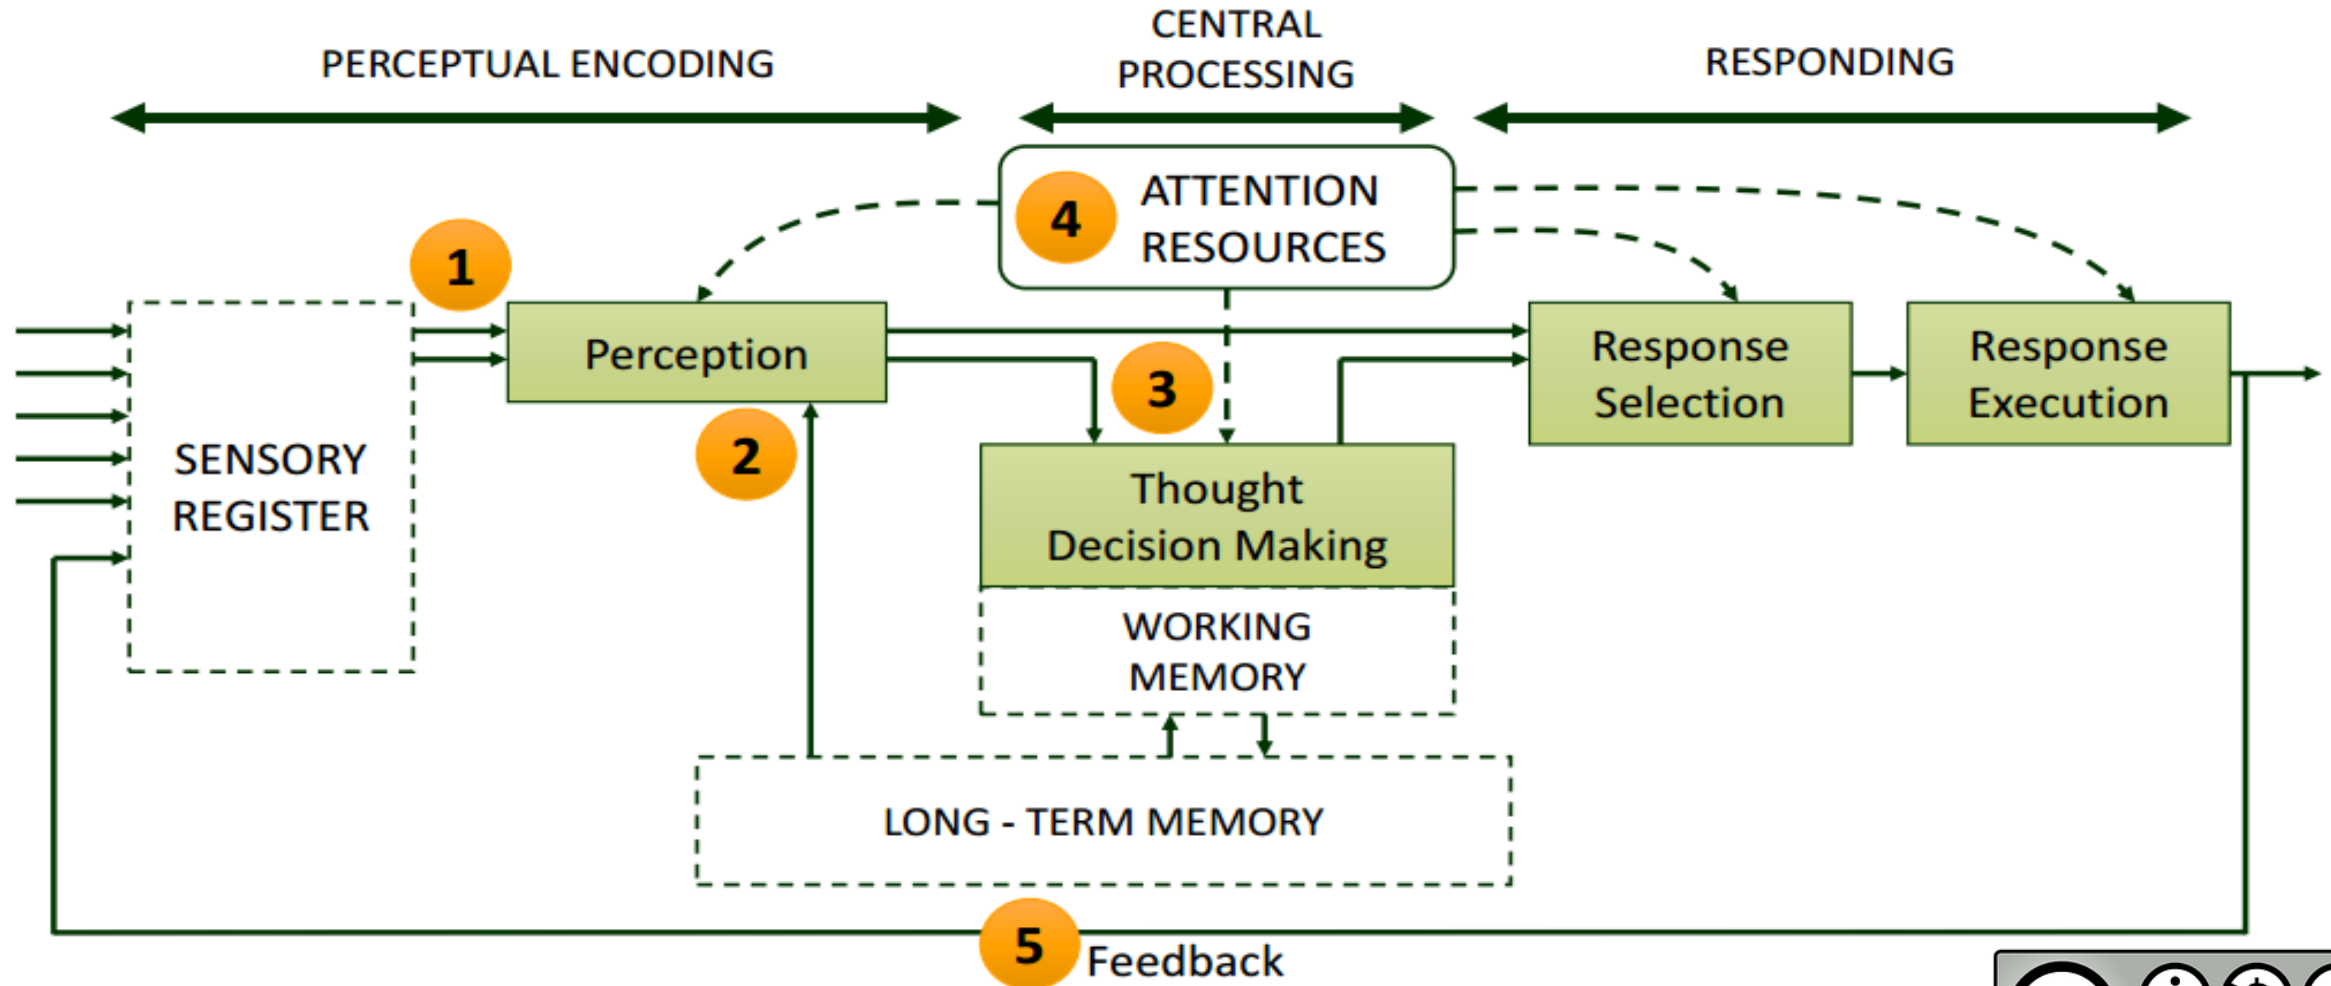 PERCEPTUAL ENCODING
CENTRAL
PROCESSING
RESPONDING
4
ATTENTION
RESOURCES
1
Perception
2
3
SENSORY
REGISTER
Thought
Decision Making
WORKING
MEMORY
Response
Selection
Response
Execution
LONG - TERM MEMORY
5
Feedback